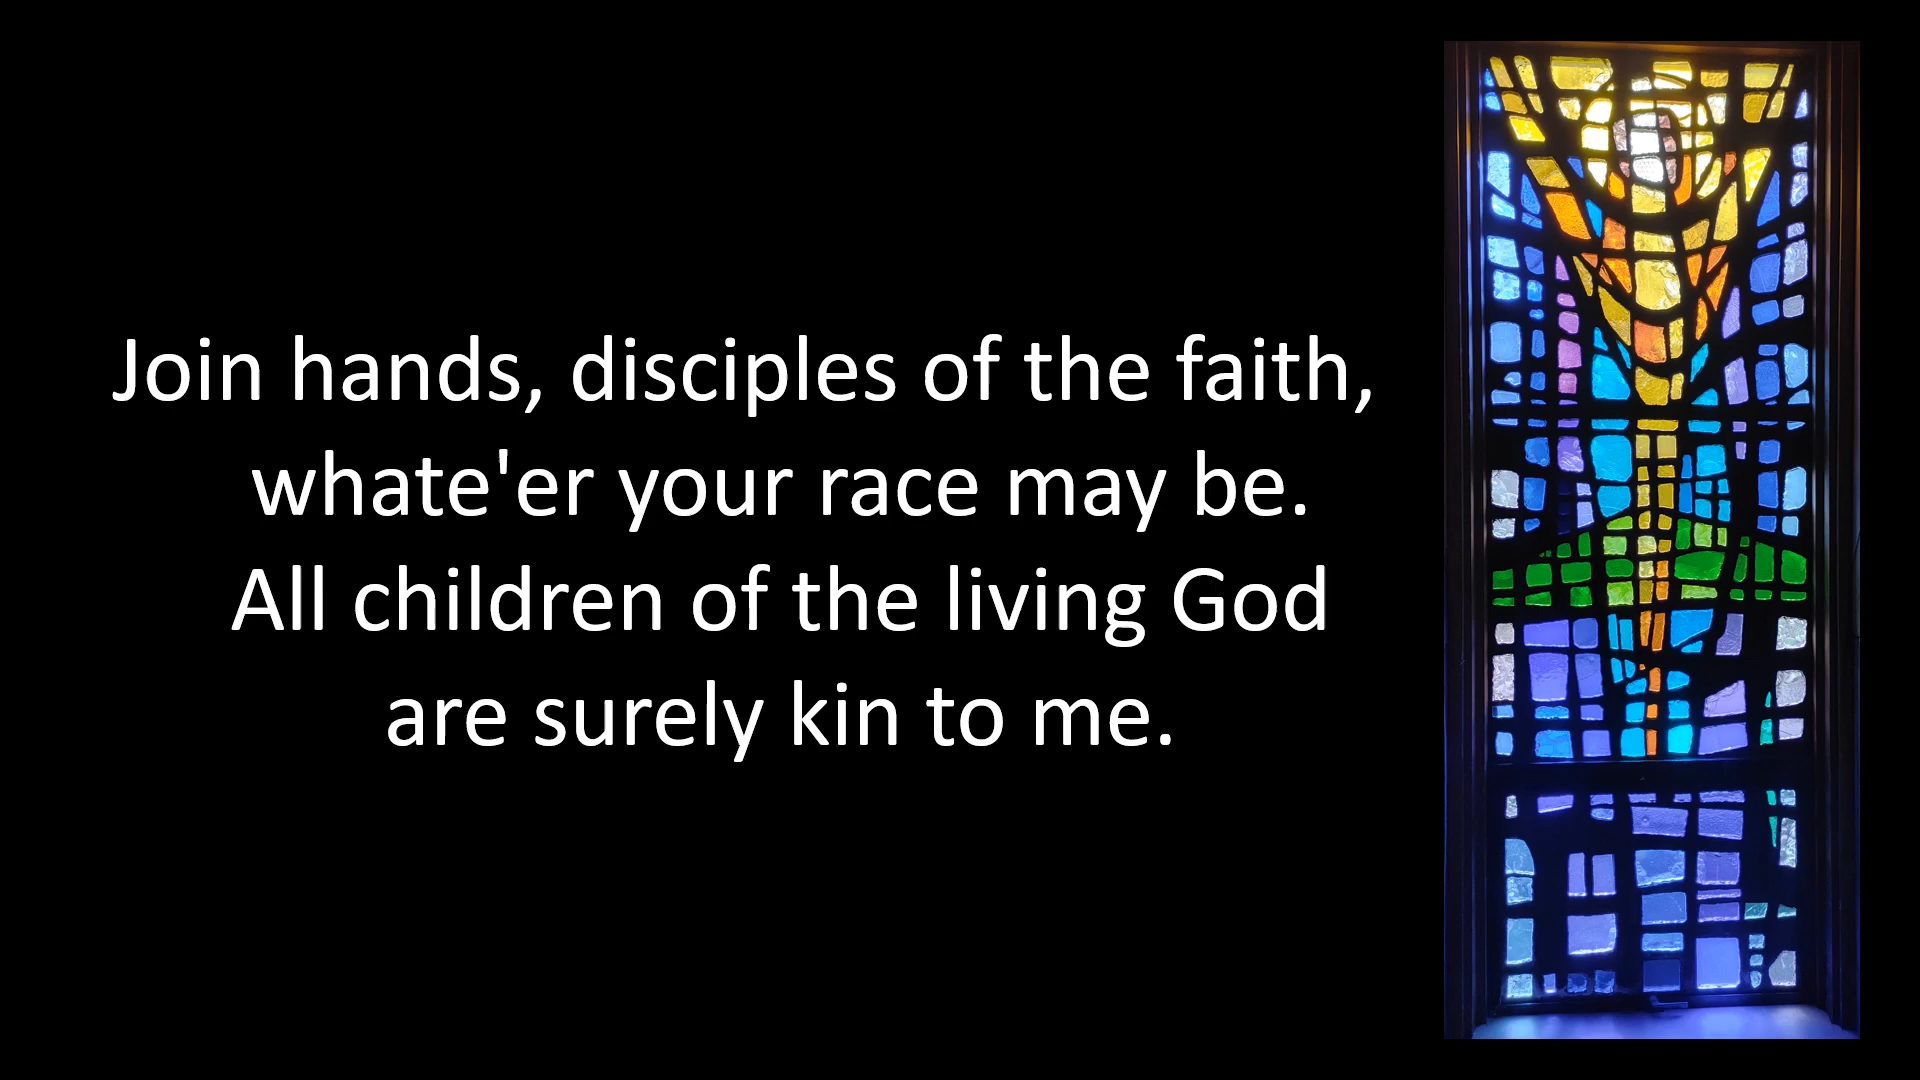 Join hands, disciples of the faith,
whate'er your race may be.
All children of the living God
are surely kin to me.